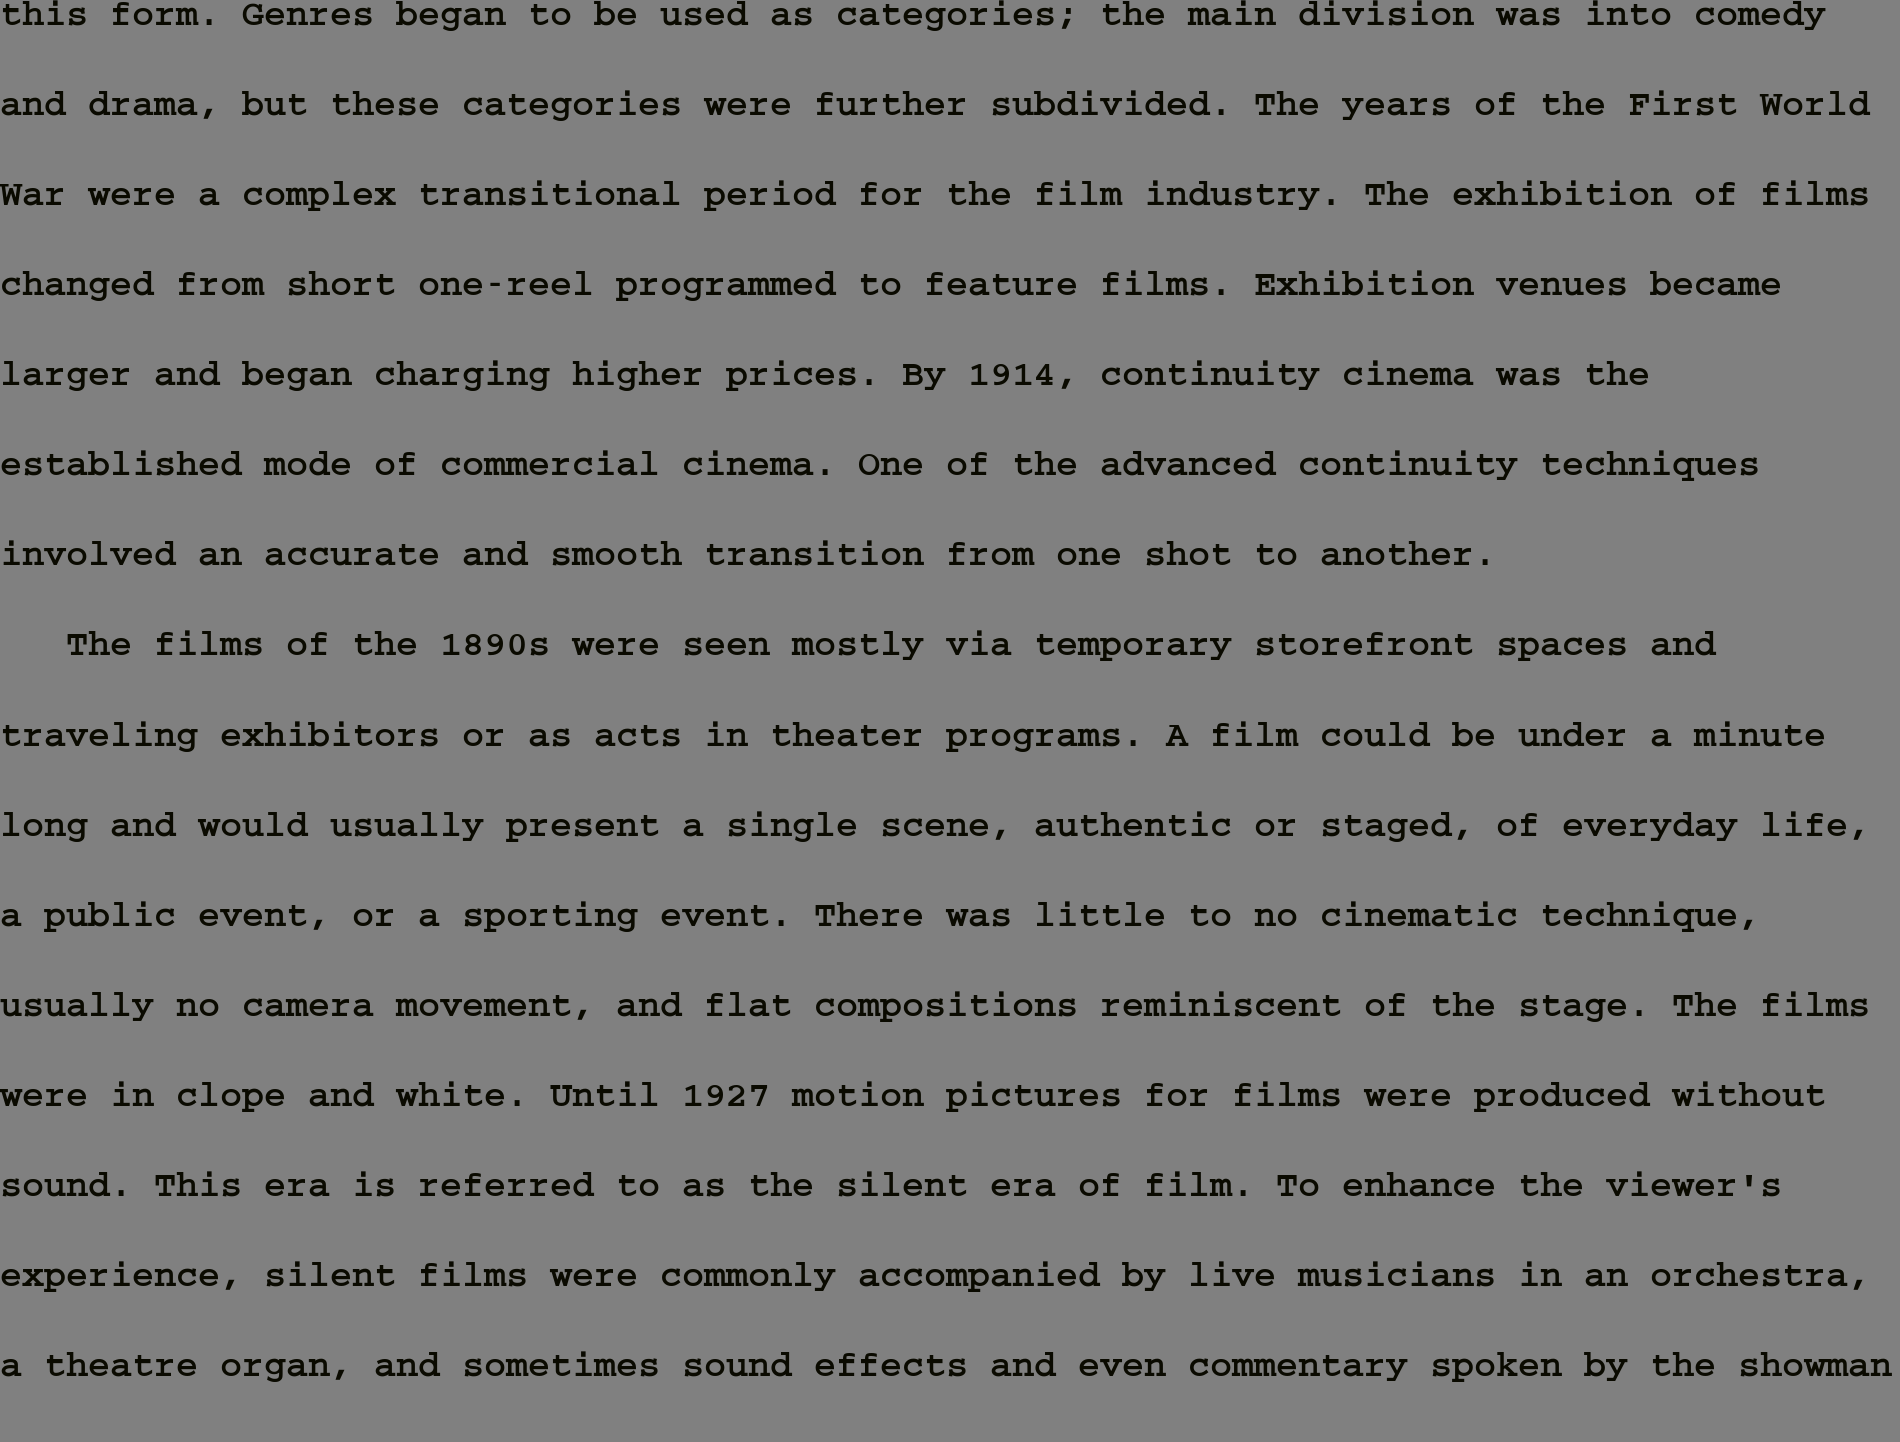 this form. Genres began to be used as categories; the main division was into comedy
and drama, but these categories were further subdivided. The years of the First World
War were a complex transitional period for the film industry. The exhibition of films
changed from short one-reel programmed to feature films. Exhibition venues became
larger and began charging higher prices. By 1914, continuity cinema was the
established mode of commercial cinema. One of the advanced continuity techniques
involved an accurate and smooth transition from one shot to another.
The films of the 1890s were seen mostly via temporary storefront spaces and
traveling exhibitors or as acts in theater programs. A film could be under a minute
long and would usually present a single scene, authentic or staged, of everyday life,
a public event, or a sporting event. There was little to no cinematic technique,
usually no camera movement, and flat compositions reminiscent of the stage. The films
were in clope and white. Until 1927 motion pictures for films were produced without
sound. This era is referred to as the silent era of film. To enhance the viewer's
experience, silent films were commonly accompanied by live musicians in an orchestra,
a theatre organ, and sometimes sound effects and even commentary spoken by the showman